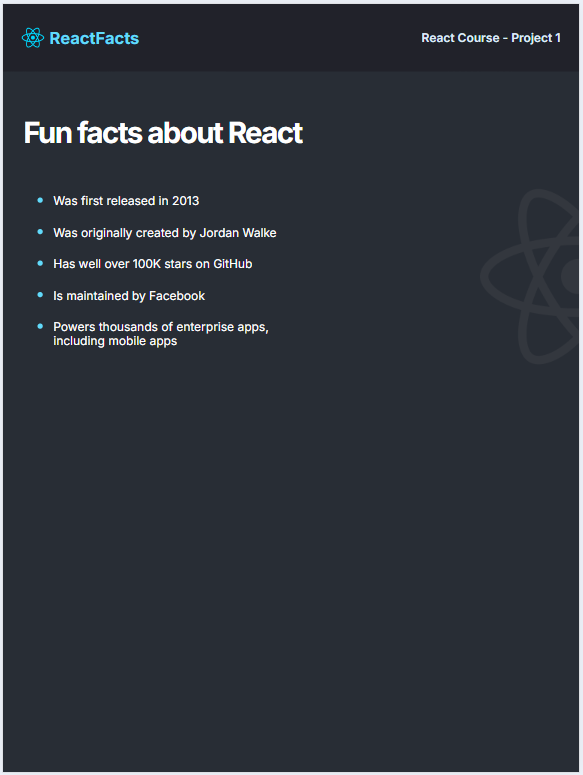 ReactFacts
React Course - Project 1
Fun facts about React
Was first released in 2013
Was originally created by Jordan Walke
Has well over 100K stars on GitHub
Is maintained by Facebook
Powers thousands of enterprise apps,
including mobile apps